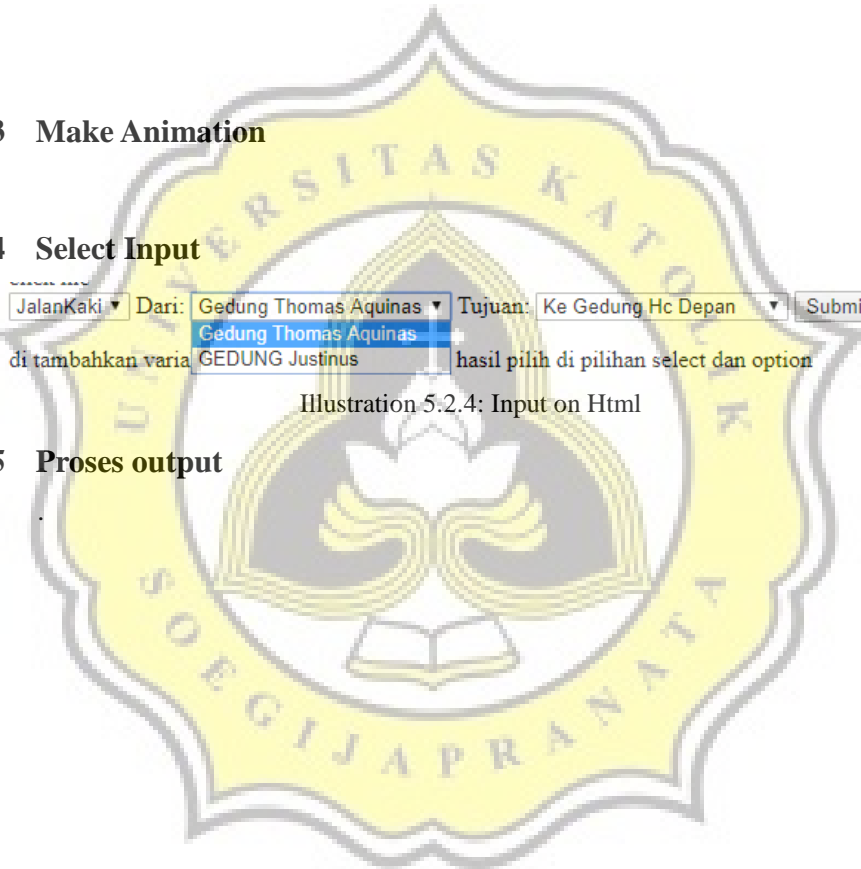 3 Make Animation
4 Select Input
click me
JalanKaki Dari: Gedung Thomas Aquinas Tujuan: Ke Gedung Hc Depan Submi
Gedung Thomas Aquinas
GEDUNG Justinus
di tambahkan varia hasil pilih di pilihan select dan option
Illustration 5.2.4: Input on Html
5 Proses output
.
UNIVERSITAS KATOLIK
SOEGIJAPRANATA